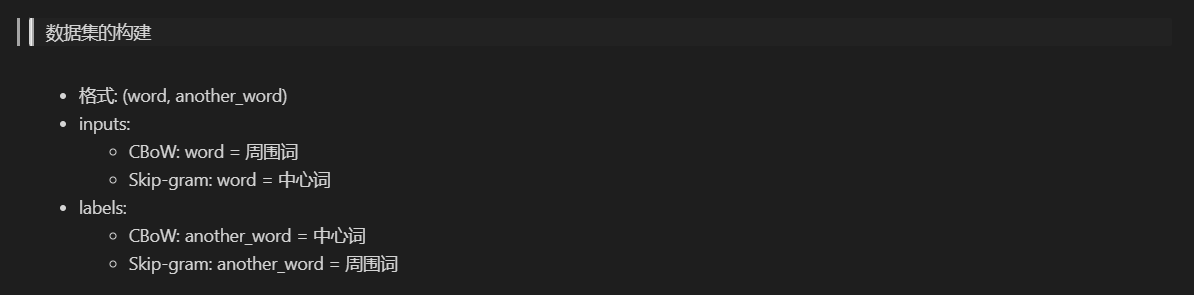 数据集的构建
格式: (word, another_word)
inputs:
CBoW: word = 周围词
Skip-gram: word = 中心词
labels:
CBoW: another_word = 中心词
Skip-gram: another_word = 周围词